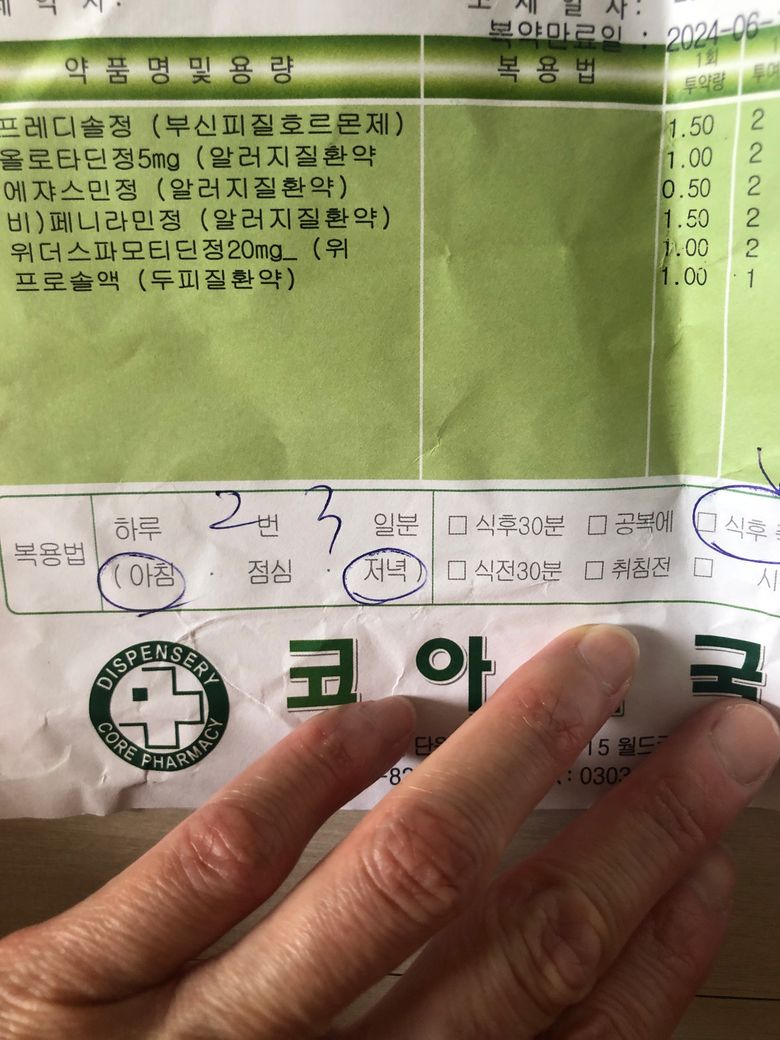 복약만료일 : 2024-06-
약품명및용량 복용법 1회 투약량
프레디솔정 (부신피질호르몬제) 1.50 2
올로타딘정5mg (알러지질환약 1.00 2
에쟈스민정 (알러지질환약) 0.50 2
비)페니라민정 (알러지질환약) 1.50 2
위더스파모티딘정20mg_ (위 1.00 2
프로솔액 (두피질환약) 1.00 1
복용법 하루 2번 3일분 □ 식후30분 □ 공복에 □ 식후
(아침 · 점심 · 저녁) □ 식전30분 □ 취침전 □ 시
DISPENSERY
CORE PHARMACY
코아 국
15 월드
: 0303